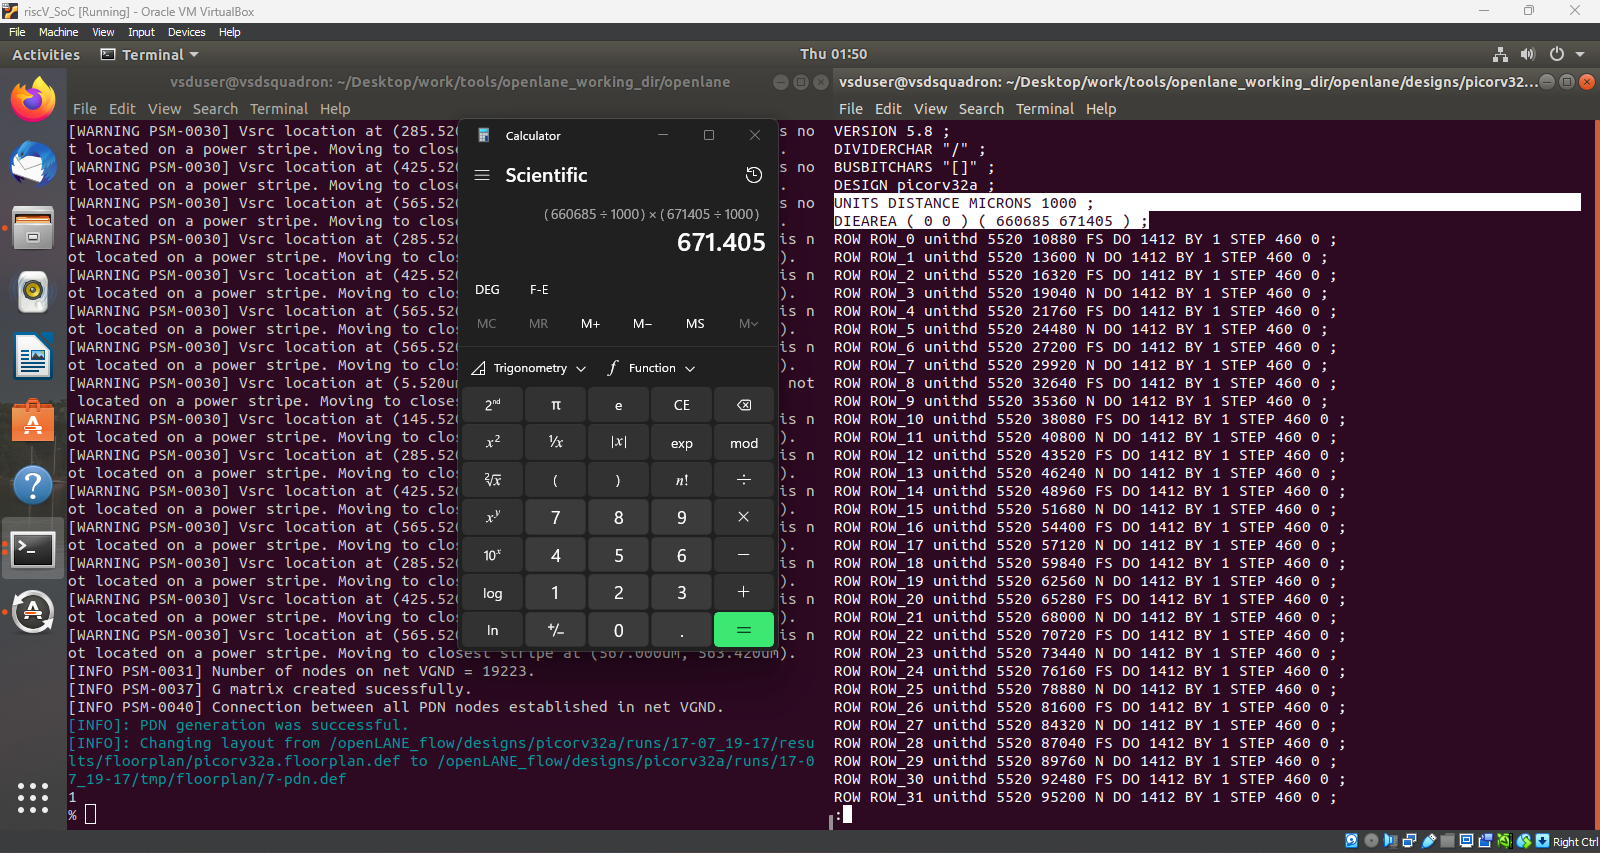 riscV_SoC [Running] - Oracle VM VirtualBox
File Machine View Input Devices Help
Activities Terminal Thu 01:50
vsduser@vsdsquadron: ~/Desktop/work/tools/openlane_working_dir/openlane
File Edit View Search Terminal Help
[WARNING PSM-0030] Vsrc location at (285.520 s no
t located on a power stripe. Moving to close .
[WARNING PSM-0030] Vsrc location at (425.520 s no
t located on a power stripe. Moving to close .
[WARNING PSM-0030] Vsrc location at (565.520 s no
t located on a power stripe. Moving to close .
[WARNING PSM-0030] Vsrc location at (285.52 is n
ot located on a power stripe. Moving to clo ).
[WARNING PSM-0030] Vsrc location at (425.52 is n
ot located on a power stripe. Moving to clo ).
[WARNING PSM-0030] Vsrc location at (565.52 is n
ot located on a power stripe. Moving to clo ).
[WARNING PSM-0030] Vsrc location at (565.52 is n
ot located on a power stripe. Moving to clo ).
[WARNING PSM-0030] Vsrc location at (5.520u not
located on a power stripe. Moving to closes
[WARNING PSM-0030] Vsrc location at (145.52 is n
ot located on a power stripe. Moving to clo ).
[WARNING PSM-0030] Vsrc location at (285.52 is n
ot located on a power stripe. Moving to clo ).
[WARNING PSM-0030] Vsrc location at (425.52 is n
ot located on a power stripe. Moving to clo ).
[WARNING PSM-0030] Vsrc location at (565.52 is n
ot located on a power stripe. Moving to clo ).
[WARNING PSM-0030] Vsrc location at (285.52 is n
ot located on a power stripe. Moving to clo ).
[WARNING PSM-0030] Vsrc location at (425.52 is n
ot located on a power stripe. Moving to clo ).
[WARNING PSM-0030] Vsrc location at (565.52 is n
ot located on a power stripe. Moving to closest stripe at (567.000um, 563.420um).
[INFO PSM-0031] Number of nodes on net VGND = 19223.
[INFO PSM-0037] G matrix created sucessfully.
[INFO PSM-0040] Connection between all PDN nodes established in net VGND.
[INFO]: PDN generation was successful.
[INFO]: Changing layout from /openLANE_flow/designs/picorv32a/runs/17-07_19-17/resu
lts/floorplan/picorv32a.floorplan.def to /openLANE_flow/designs/picorv32a/runs/17-0
7_19-17/tmp/floorplan/7-pdn.def
1
%
Calculator
Scientific
(660685 ÷ 1000) × (671405 ÷ 1000)
671.405
DEG F-E
MC MR M+ M− MS M
Trigonometry Function
2nd π e CE
x² ¹/x |x| exp mod
²√x ( ) n! ÷
xʸ 7 8 9 ×
10ˣ 4 5 6 −
log 1 2 3 +
ln +/− 0 . =
vsduser@vsdsquadron: ~/Desktop/work/tools/openlane_working_dir/openlane/designs/picorv32...
File Edit View Search Terminal Help
VERSION 5.8 ;
DIVIDERCHAR "/" ;
BUSBITCHARS "[]" ;
DESIGN picorv32a ;
UNITS DISTANCE MICRONS 1000 ;
DIEAREA ( 0 0 ) ( 660685 671405 ) ;
ROW ROW_0 unithd 5520 10880 FS DO 1412 BY 1 STEP 460 0 ;
ROW ROW_1 unithd 5520 13600 N DO 1412 BY 1 STEP 460 0 ;
ROW ROW_2 unithd 5520 16320 FS DO 1412 BY 1 STEP 460 0 ;
ROW ROW_3 unithd 5520 19040 N DO 1412 BY 1 STEP 460 0 ;
ROW ROW_4 unithd 5520 21760 FS DO 1412 BY 1 STEP 460 0 ;
ROW ROW_5 unithd 5520 24480 N DO 1412 BY 1 STEP 460 0 ;
ROW ROW_6 unithd 5520 27200 FS DO 1412 BY 1 STEP 460 0 ;
ROW ROW_7 unithd 5520 29920 N DO 1412 BY 1 STEP 460 0 ;
ROW ROW_8 unithd 5520 32640 FS DO 1412 BY 1 STEP 460 0 ;
ROW ROW_9 unithd 5520 35360 N DO 1412 BY 1 STEP 460 0 ;
ROW ROW_10 unithd 5520 38080 FS DO 1412 BY 1 STEP 460 0 ;
ROW ROW_11 unithd 5520 40800 N DO 1412 BY 1 STEP 460 0 ;
ROW ROW_12 unithd 5520 43520 FS DO 1412 BY 1 STEP 460 0 ;
ROW ROW_13 unithd 5520 46240 N DO 1412 BY 1 STEP 460 0 ;
ROW ROW_14 unithd 5520 48960 FS DO 1412 BY 1 STEP 460 0 ;
ROW ROW_15 unithd 5520 51680 N DO 1412 BY 1 STEP 460 0 ;
ROW ROW_16 unithd 5520 54400 FS DO 1412 BY 1 STEP 460 0 ;
ROW ROW_17 unithd 5520 57120 N DO 1412 BY 1 STEP 460 0 ;
ROW ROW_18 unithd 5520 59840 FS DO 1412 BY 1 STEP 460 0 ;
ROW ROW_19 unithd 5520 62560 N DO 1412 BY 1 STEP 460 0 ;
ROW ROW_20 unithd 5520 65280 FS DO 1412 BY 1 STEP 460 0 ;
ROW ROW_21 unithd 5520 68000 N DO 1412 BY 1 STEP 460 0 ;
ROW ROW_22 unithd 5520 70720 FS DO 1412 BY 1 STEP 460 0 ;
ROW ROW_23 unithd 5520 73440 N DO 1412 BY 1 STEP 460 0 ;
ROW ROW_24 unithd 5520 76160 FS DO 1412 BY 1 STEP 460 0 ;
ROW ROW_25 unithd 5520 78880 N DO 1412 BY 1 STEP 460 0 ;
ROW ROW_26 unithd 5520 81600 FS DO 1412 BY 1 STEP 460 0 ;
ROW ROW_27 unithd 5520 84320 N DO 1412 BY 1 STEP 460 0 ;
ROW ROW_28 unithd 5520 87040 FS DO 1412 BY 1 STEP 460 0 ;
ROW ROW_29 unithd 5520 89760 N DO 1412 BY 1 STEP 460 0 ;
ROW ROW_30 unithd 5520 92480 FS DO 1412 BY 1 STEP 460 0 ;
ROW ROW_31 unithd 5520 95200 N DO 1412 BY 1 STEP 460 0 ;
:
Right Ctrl